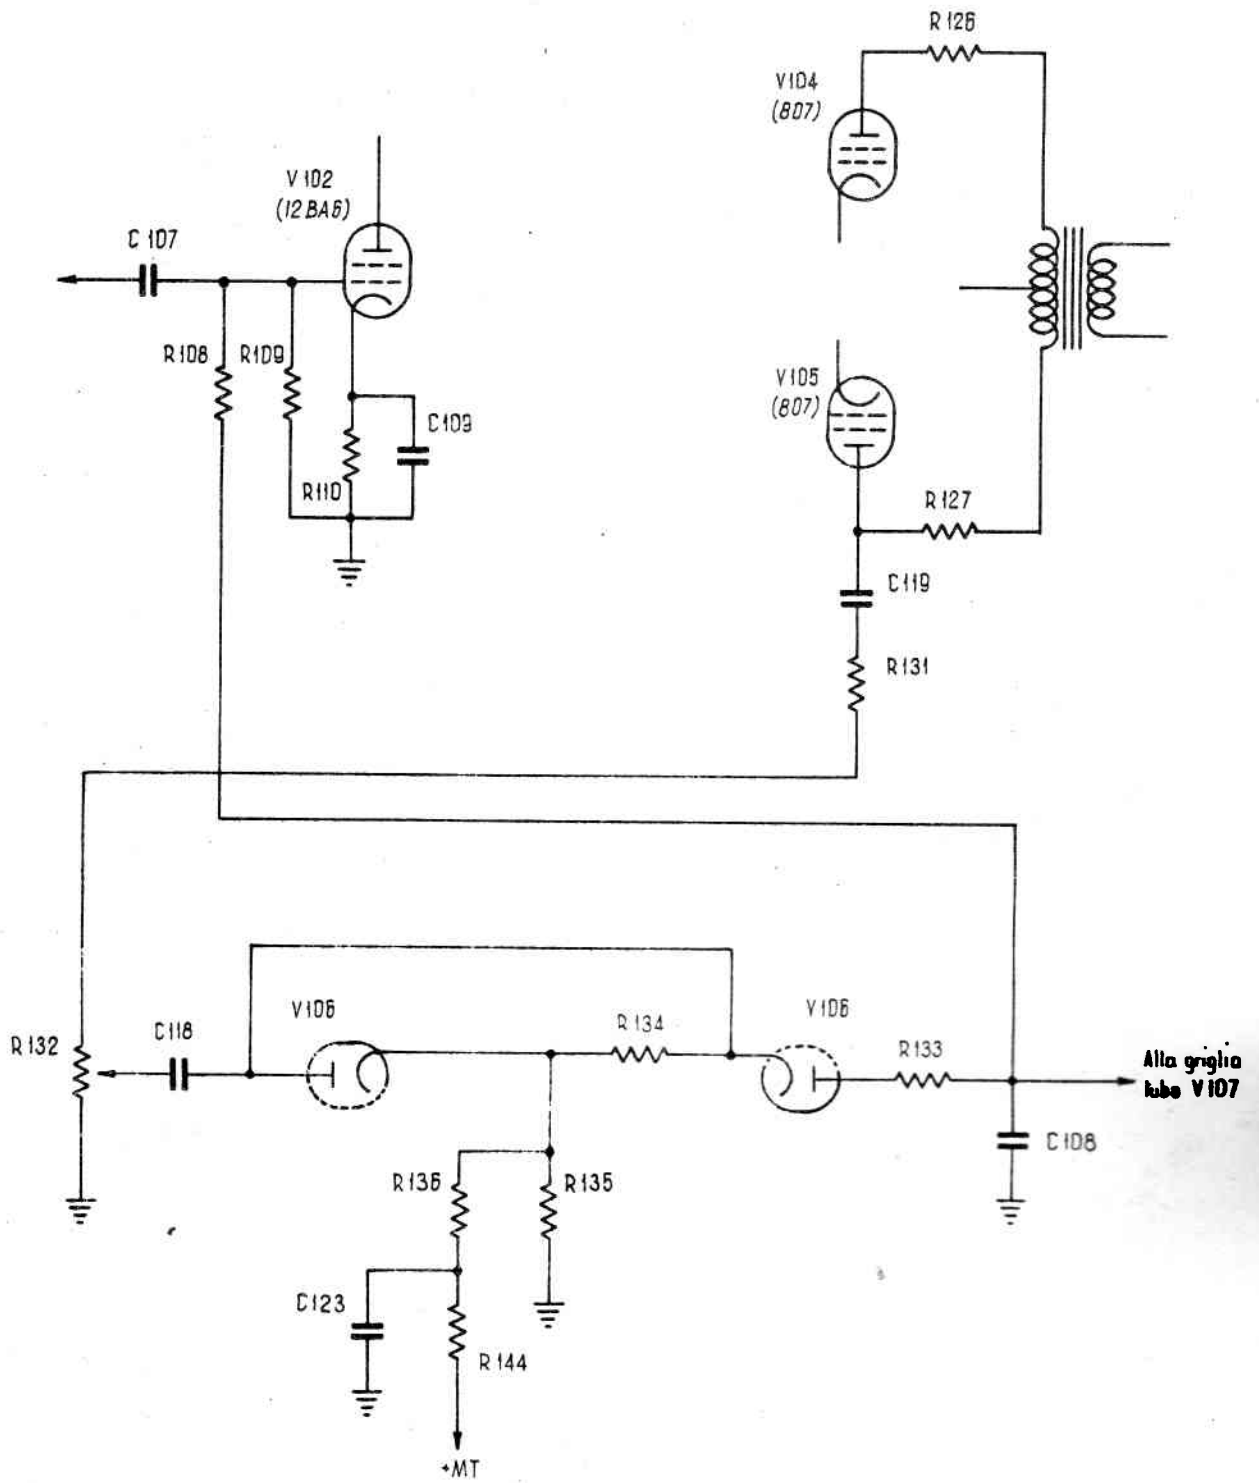 R126
V104
(807)
V102
(12BA6)
C107
R108
R109
C109
R110
V105
(807)
R127
C119
R131
V106
V106
R132
C118
R134
R133
Alla griglia
tubo V107
C108
R136
R135
C123
R144
+MT